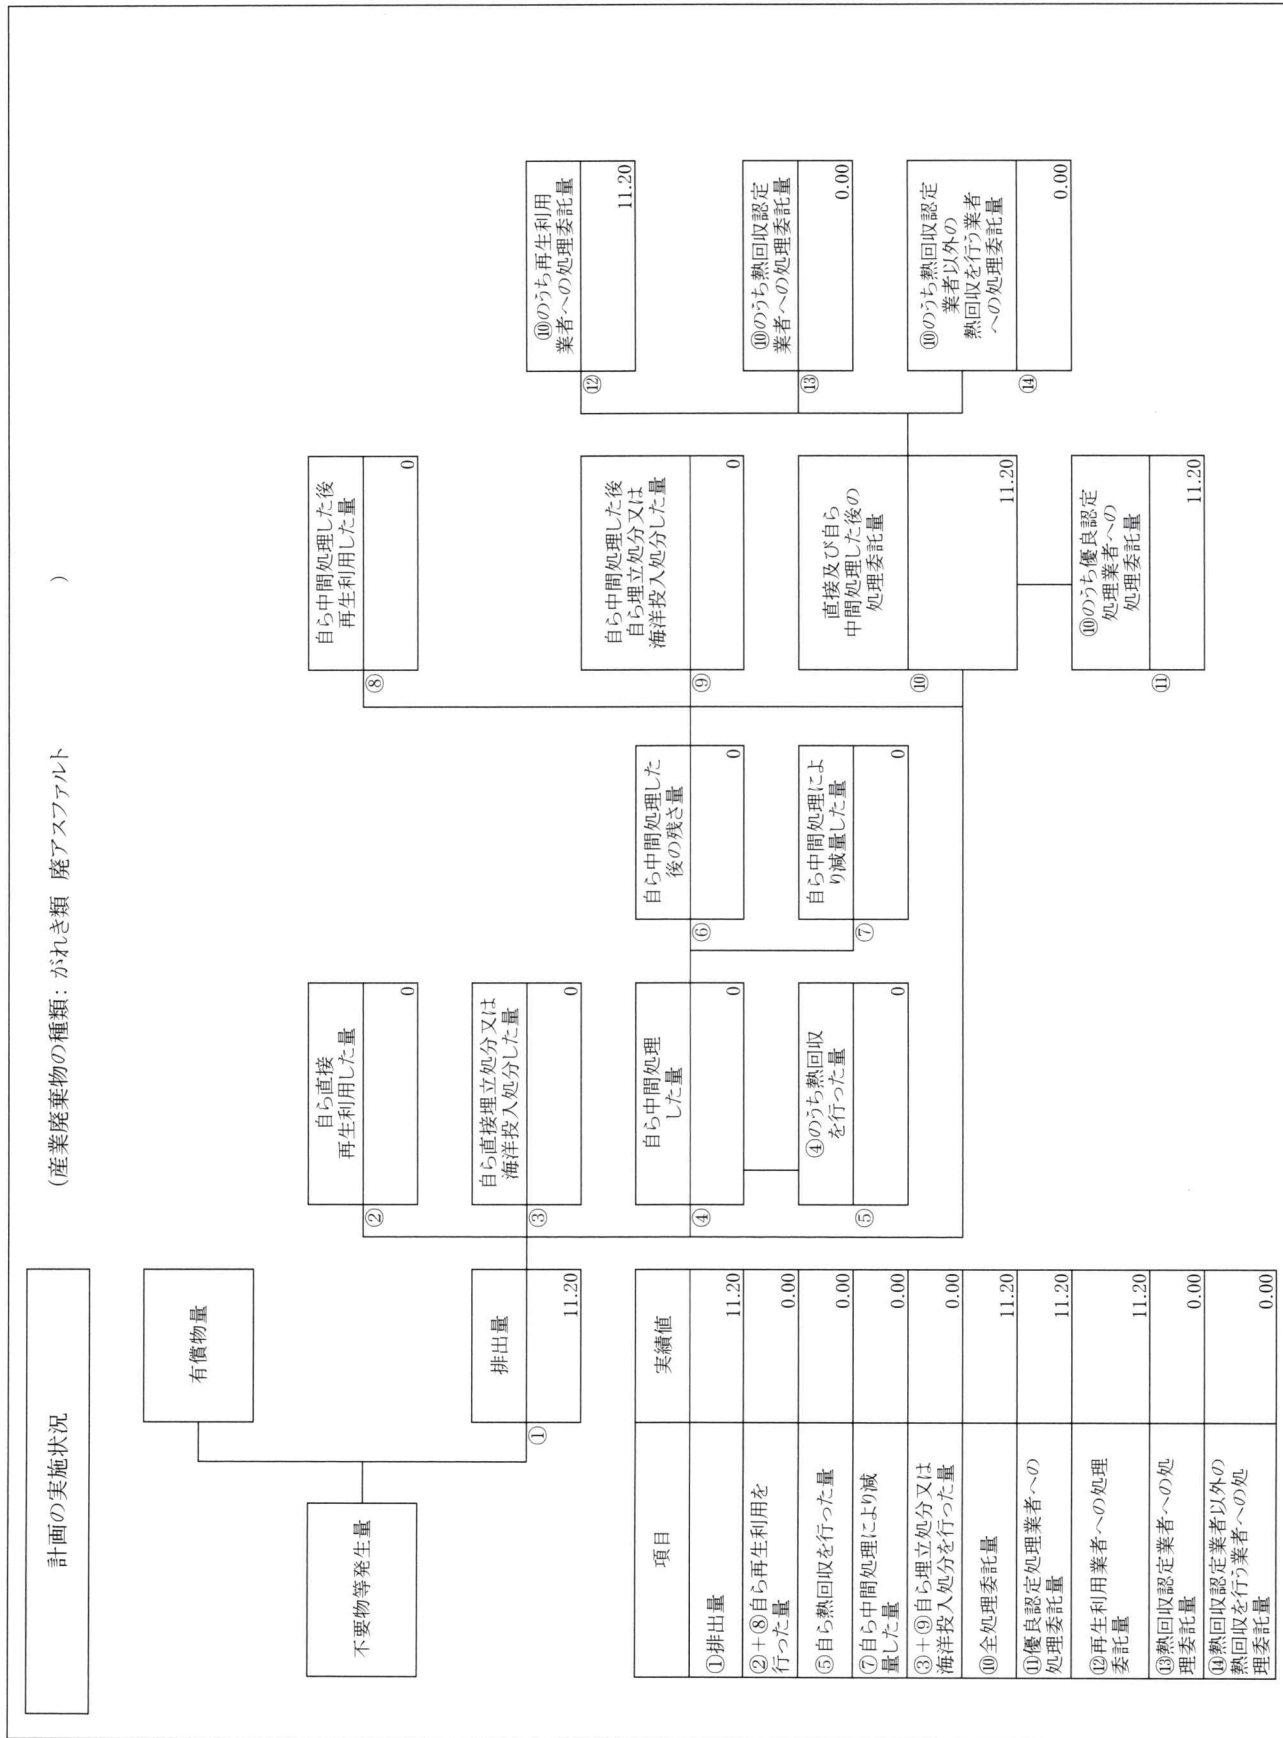 計画の実施状況
(産業廃棄物の種類：がれき類 廃アスファルト
)
不要物等発生量
有償物量
①
排出量
11.20
②
自ら直接
再生利用した量
0
③
自ら直接埋立処分又は
海洋投入処分した量
0
④
自ら中間処理
した量
0
⑤
④のうち熱回収
を行った量
0
⑥
自ら中間処理した
後の残さ量
0
⑦
自ら中間処理によ
り減量した量
0
⑧
自ら中間処理した後
再生利用した量
0
⑨
自ら中間処理した後
自ら埋立処分又は
海洋投入処分した量
0
⑩
直接及び自ら
中間処理した後の
処理委託量
11.20
⑪
⑩のうち優良認定
処理業者への
処理委託量
11.20
⑫
⑩のうち再生利用
業者への処理委託量
11.20
⑬
⑩のうち熱回収認定
業者への処理委託量
0.00
⑭
⑩のうち熱回収認定
業者以外の
熱回収を行う業者
への処理委託量
0.00
項目
実績値
①排出量
11.20
②＋⑧自ら再生利用を
行った量
0.00
⑤自ら熱回収を行った量
0.00
⑦自ら中間処理により減
量した量
0.00
③＋⑨自ら埋立処分又は
海洋投入処分を行った量
0.00
⑩全処理委託量
11.20
⑪優良認定処理業者への
処理委託量
11.20
⑫再生利用業者への処理
委託量
11.20
⑬熱回収認定業者への処
理委託量
0.00
⑭熱回収認定業者以外の
熱回収を行う業者への処
理委託量
0.00